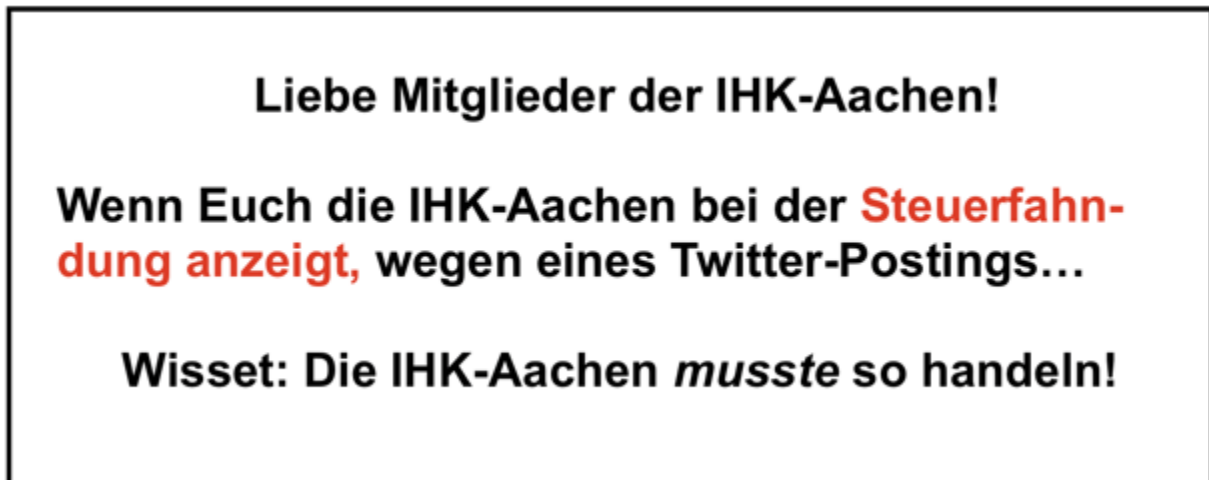 Liebe Mitglieder der IHK-Aachen!
Wenn Euch die IHK-Aachen bei der Steuerfahn-
dung anzeigt, wegen eines Twitter-Postings…
Wisset: Die IHK-Aachen musste so handeln!